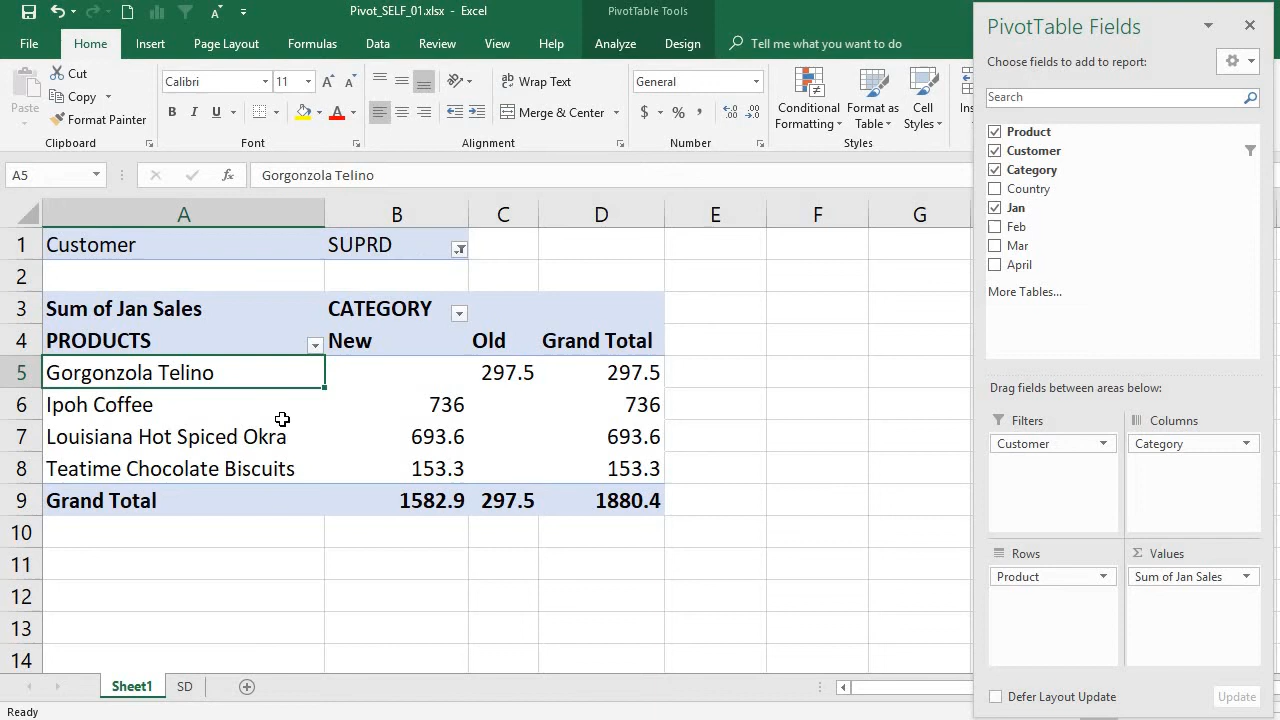 Pivot_SELF_01.xlsx - Excel
PivotTable Tools
File Home Insert Page Layout Formulas Data Review View Help Analyze Design Tell me what you want to do
Paste
Cut
Copy
Format Painter
Clipboard
Calibri 11
B I U
Font
Wrap Text
Merge & Center
Alignment
General
$ % ,
Number
Conditional Formatting
Format as Table
Cell Styles
Styles
A5
fx
Gorgonzola Telino
A B C D E F G
1 Customer SUPRD
2
3 Sum of Jan Sales CATEGORY
4 PRODUCTS New Old Grand Total
5 Gorgonzola Telino 297.5 297.5
6 Ipoh Coffee 736 736
7 Louisiana Hot Spiced Okra 693.6 693.6
8 Teatime Chocolate Biscuits 153.3 153.3
9 Grand Total 1582.9 297.5 1880.4
10
11
12
13
14
Sheet1 SD
Ready
PivotTable Fields
Choose fields to add to report:
Search
Product
Customer
Category
Country
Jan
Feb
Mar
April
More Tables...
Drag fields between areas below:
Filters Columns
Customer Category
Rows Σ Values
Product Sum of Jan Sales
Defer Layout Update Update